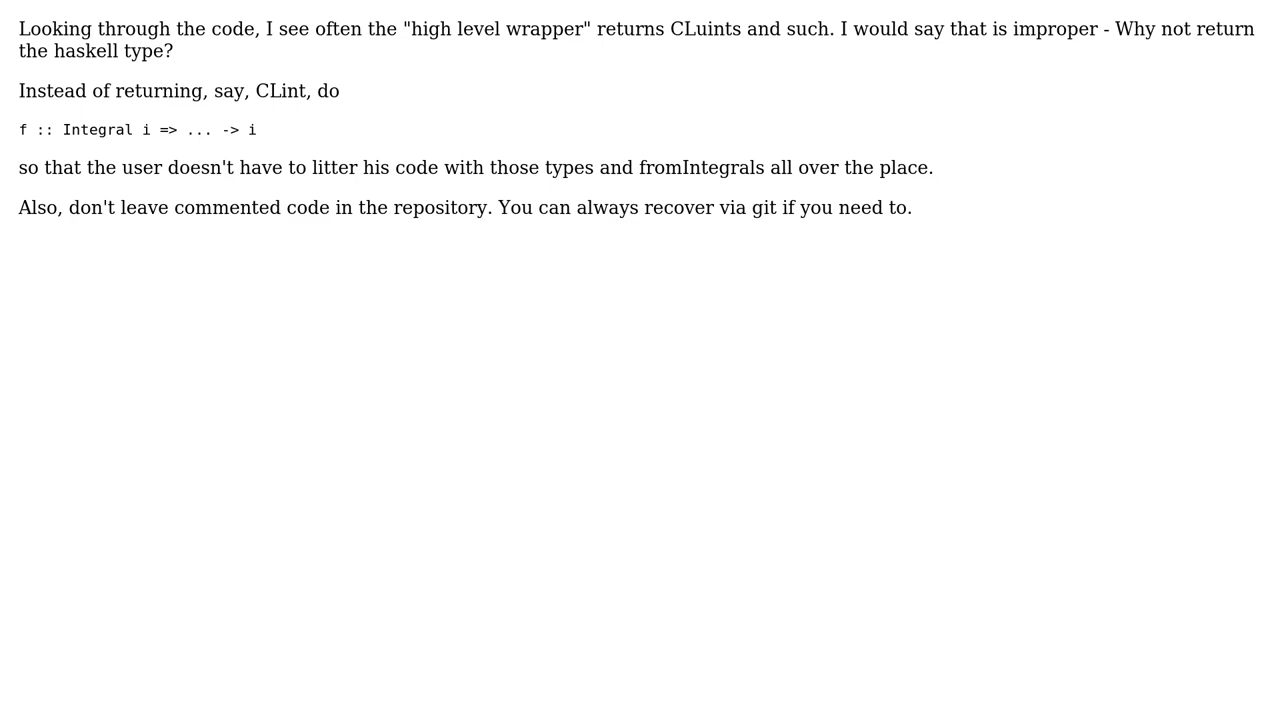 Looking through the code, I see often the "high level wrapper" returns CLuints and such. I would say that is improper - Why not return
the haskell type?
Instead of returning, say, CLint, do
f :: Integral i => ... -> i
so that the user doesn't have to litter his code with those types and fromIntegrals all over the place.
Also, don't leave commented code in the repository. You can always recover via git if you need to.